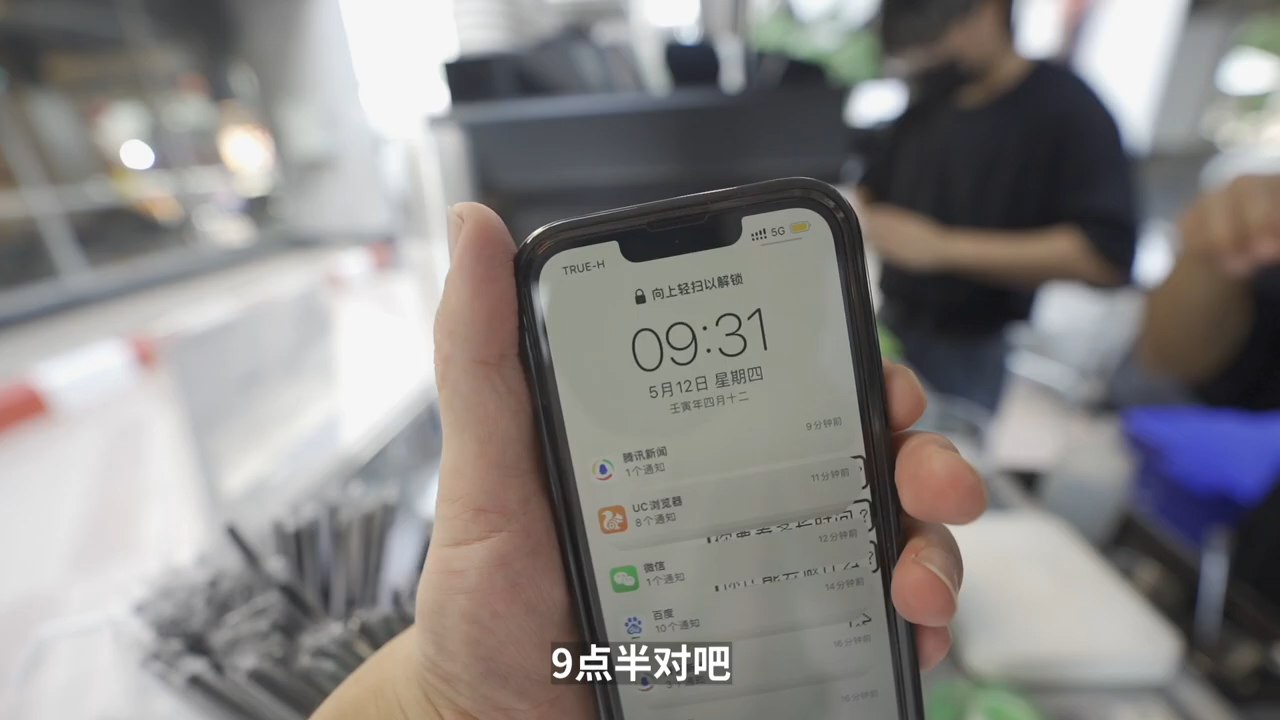 TRUE-H
5G
向上轻扫以解锁
09:31
5月12日 星期四
壬寅年四月十二
9分钟前
腾讯新闻
1个通知
11分钟前
UC浏览器
8个通知
12分钟前
微信
1个通知
14分钟前
百度
10个通知
16分钟前
9点半对吧